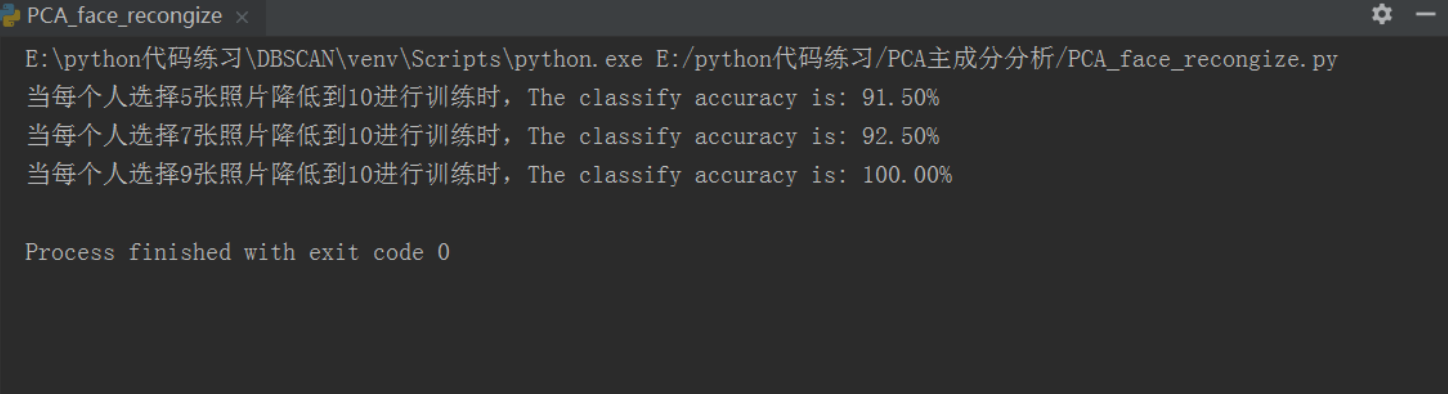 PCA_face_recongize
E:\python代码练习\DBSCAN\venv\Scripts\python.exe E:/python代码练习/PCA主成分分析/PCA_face_recongize.py
当每个人选择5张照片降低到10进行训练时，The classify accuracy is: 91.50%
当每个人选择7张照片降低到10进行训练时，The classify accuracy is: 92.50%
当每个人选择9张照片降低到10进行训练时，The classify accuracy is: 100.00%
Process finished with exit code 0